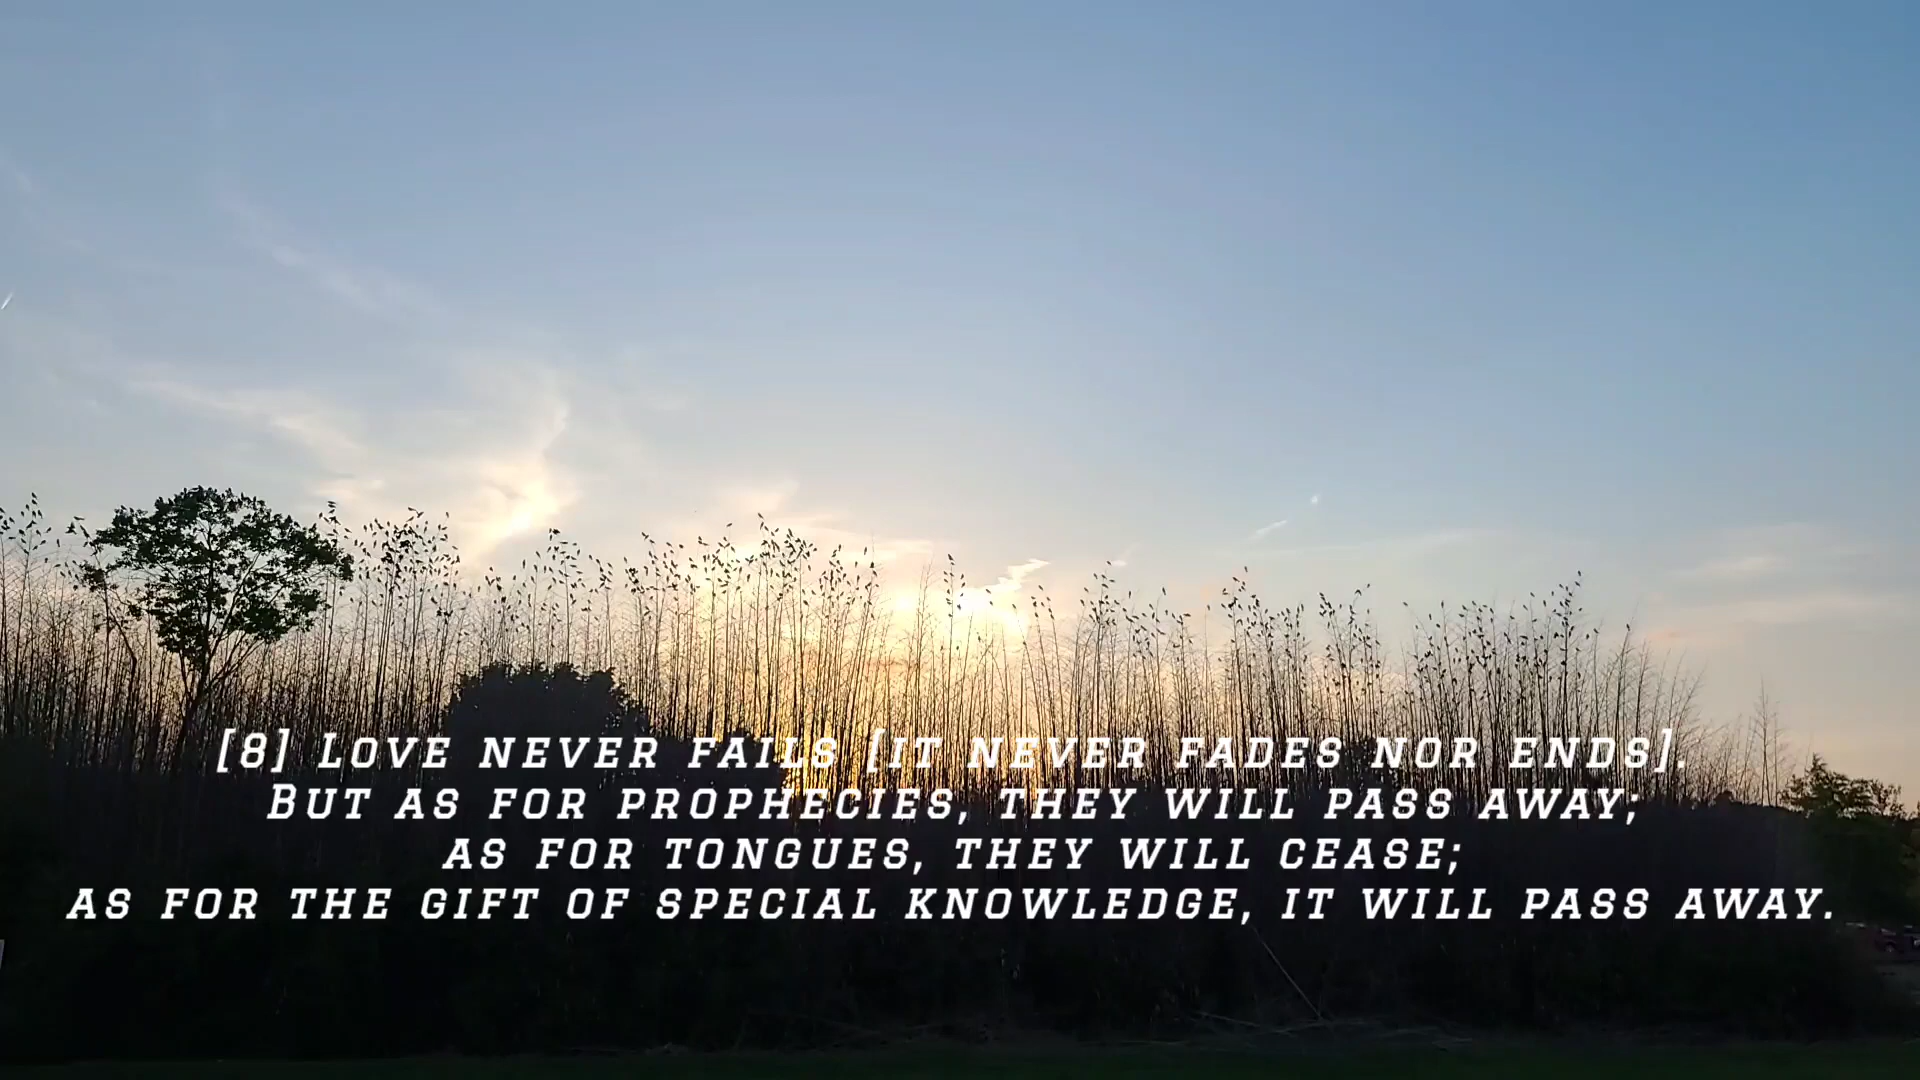 [8] Love never fails [it never fades nor ends].
But as for prophecies, they will pass away;
as for tongues, they will cease;
as for the gift of special knowledge, it will pass away.